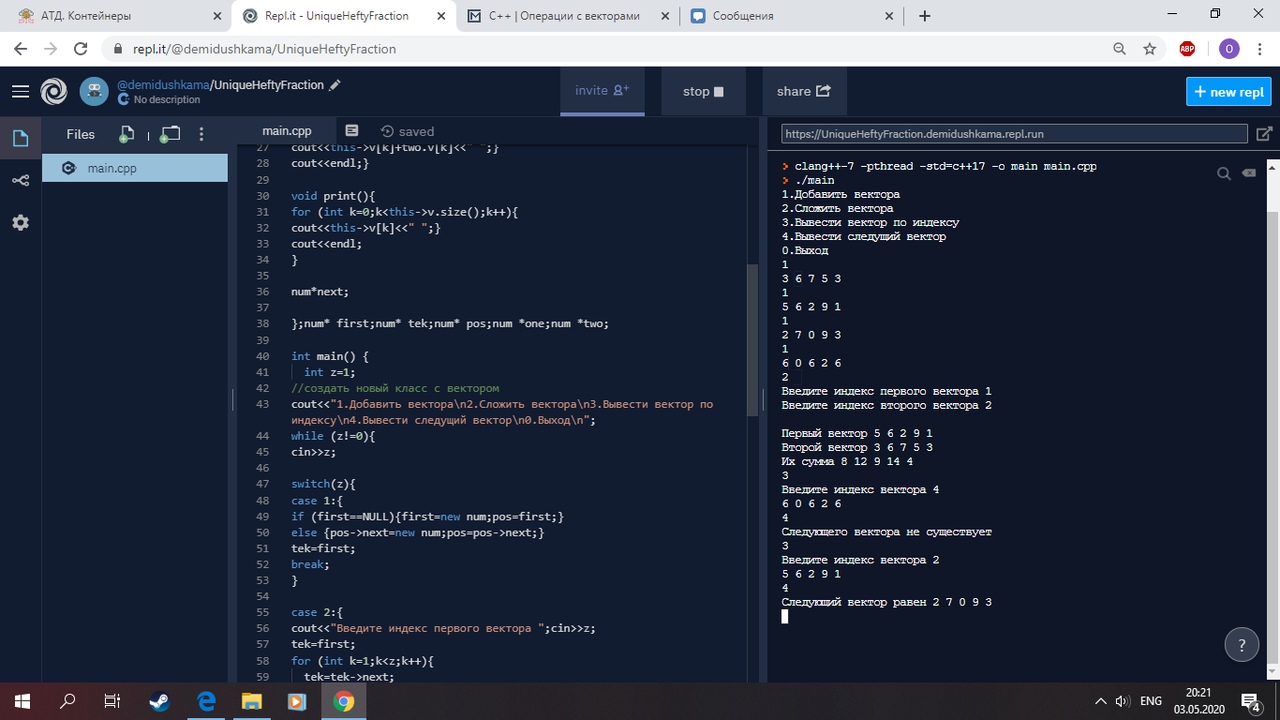 АТД. Контейнеры
Repl.it - UniqueHeftyFraction
C++ | Операции с векторами
Сообщения
repl.it/@demidushkama/UniqueHeftyFraction
ABP
O
@demidushkama/UniqueHeftyFraction
No description
invite
stop
share
+ new repl
Files
main.cpp
saved
main.cpp
https://UniqueHeftyFraction.demidushkama.repl.run
27 cout<<this->v[k]+two.v[k]<<" ";}
28 cout<<endl;}
29
30 void print(){
31 for (int k=0;k<this->v.size();k++){
32 cout<<this->v[k]<<" ";}
33 cout<<endl;
34 }
35
36 num*next;
37
38 };num* first;num* tek;num* pos;num *one;num *two;
39
40 int main() {
41 int z=1;
42 //создать новый класс с вектором
43 cout<<"1.Добавить вектора\n2.Сложить вектора\n3.Вывести вектор по
индексу\n4.Вывести следущий вектор\n0.Выход\n";
44 while (z!=0){
45 cin>>z;
46
47 switch(z){
48 case 1:{
49 if (first==NULL){first=new num;pos=first;}
50 else {pos->next=new num;pos=pos->next;}
51 tek=first;
52 break;
53 }
54
55 case 2:{
56 cout<<"Введите индекс первого вектора ";cin>>z;
57 tek=first;
58 for (int k=1;k<z;k++){
59 tek=tek->next;
clang++-7 -pthread -std=c++17 -o main main.cpp
./main
1.Добавить вектора
2.Сложить вектора
3.Вывести вектор по индексу
4.Вывести следущий вектор
0.Выход
1
3 6 7 5 3
1
5 6 2 9 1
1
2 7 0 9 3
1
6 0 6 2 6
2
Введите индекс первого вектора 1
Введите индекс второго вектора 2
Первый вектор 5 6 2 9 1
Второй вектор 3 6 7 5 3
Их сумма 8 12 9 14 4
3
Введите индекс вектора 4
6 0 6 2 6
4
Следующего вектора не существует
3
Введите индекс вектора 2
5 6 2 9 1
4
Следующий вектор равен 2 7 0 9 3
?
ENG
20:21
03.05.2020
4